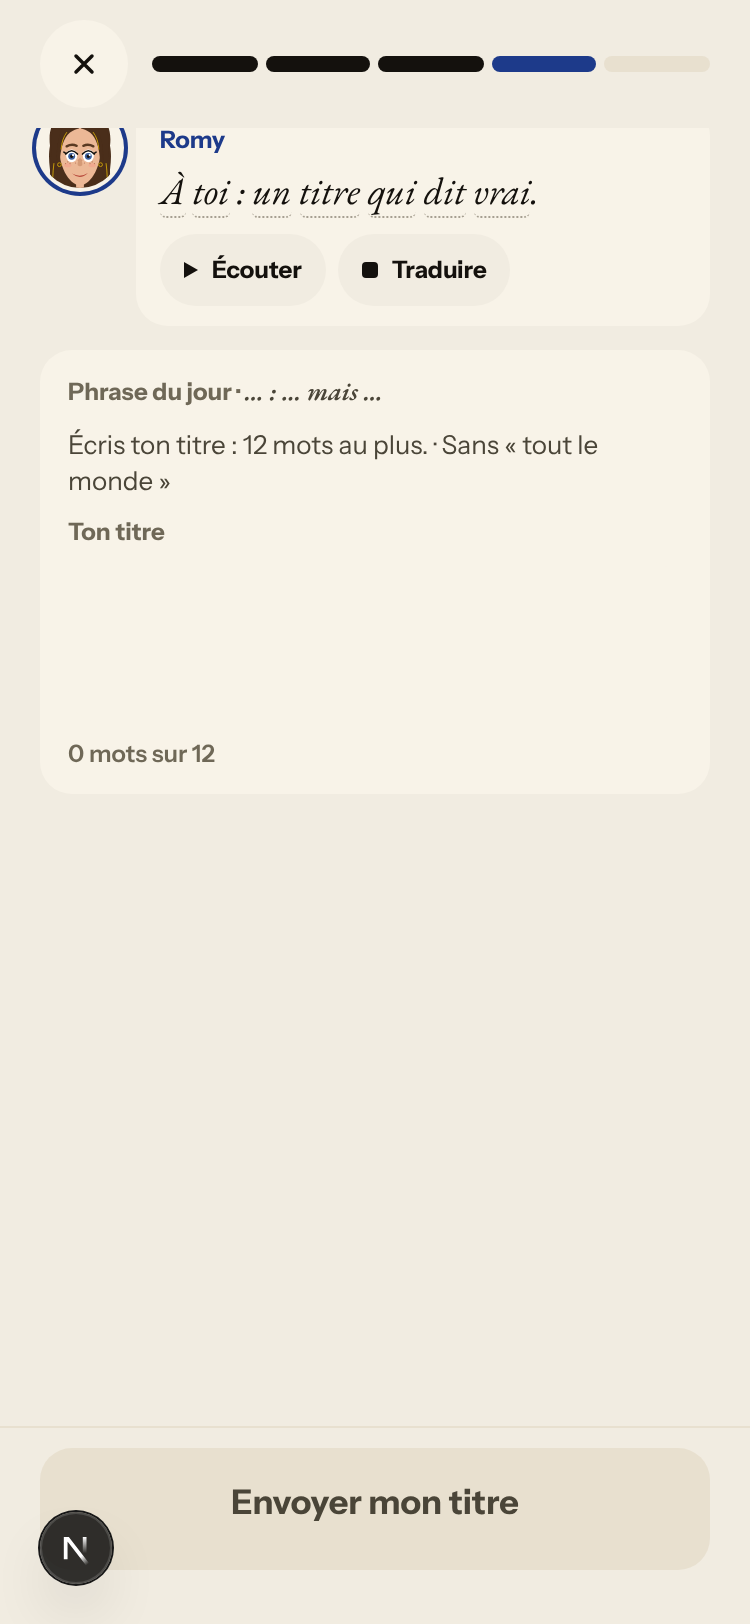 Romy
À toi : un titre qui dit vrai.
Écouter
Traduire
Phrase du jour · ... : ... mais ...
Écris ton titre : 12 mots au plus. · Sans « tout le
monde »
Ton titre
0 mots sur 12
Envoyer mon titre
N